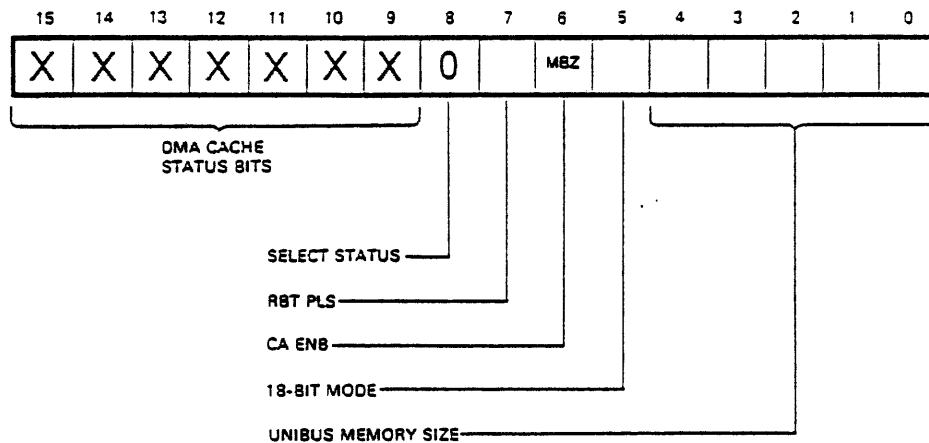 15 14 13 12 11 10 9 8 7 6 5 4 3 2 1 0
X X X X X X X 0 MBZ
DMA CACHE
STATUS BITS
SELECT STATUS
RBT PLS
CA ENB
18-BIT MODE
UNIBUS MEMORY SIZE